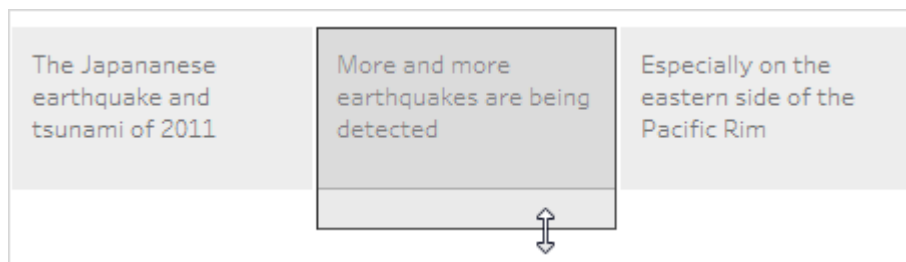 The Japananese
earthquake and
tsunami of 2011
More and more
earthquakes are being
detected
Especially on the
eastern side of the
Pacific Rim